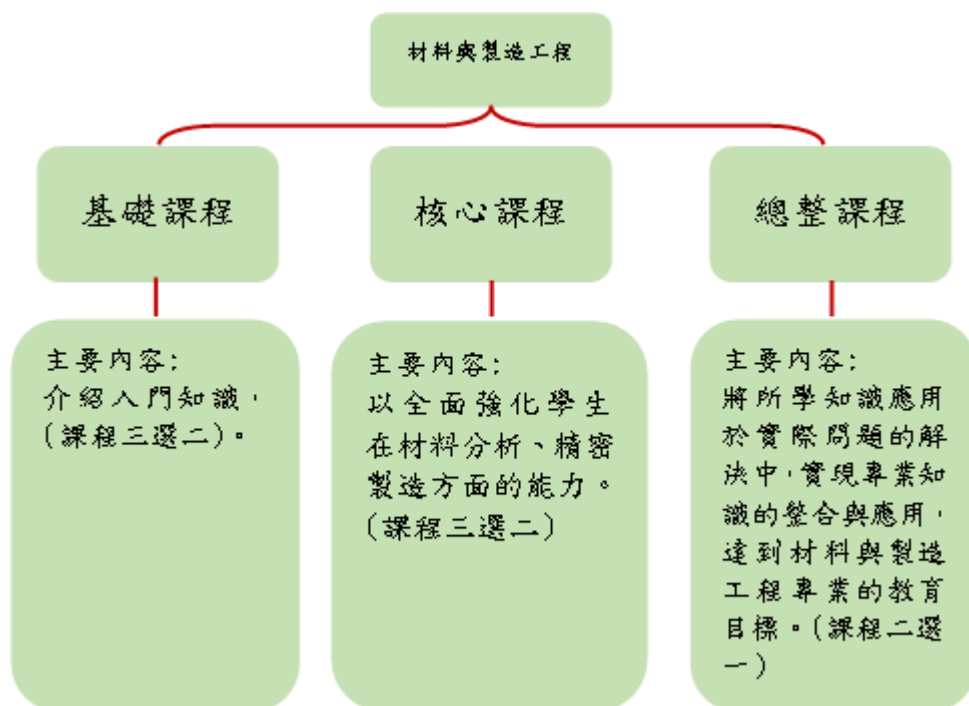 材料與製造工程
基礎課程
核心課程
總整課程
主要內容:
介紹入門知識，
(課程三選二)。
主要內容:
以全面強化學生
在材料分析、精密
製造方面的能力。
(課程三選二)
主要內容:
將所學知識應用
於實際問題的解
決中，實現專業知
識的整合與應用，
達到材料與製造
工程專業的教育
目標。(課程二選
一)